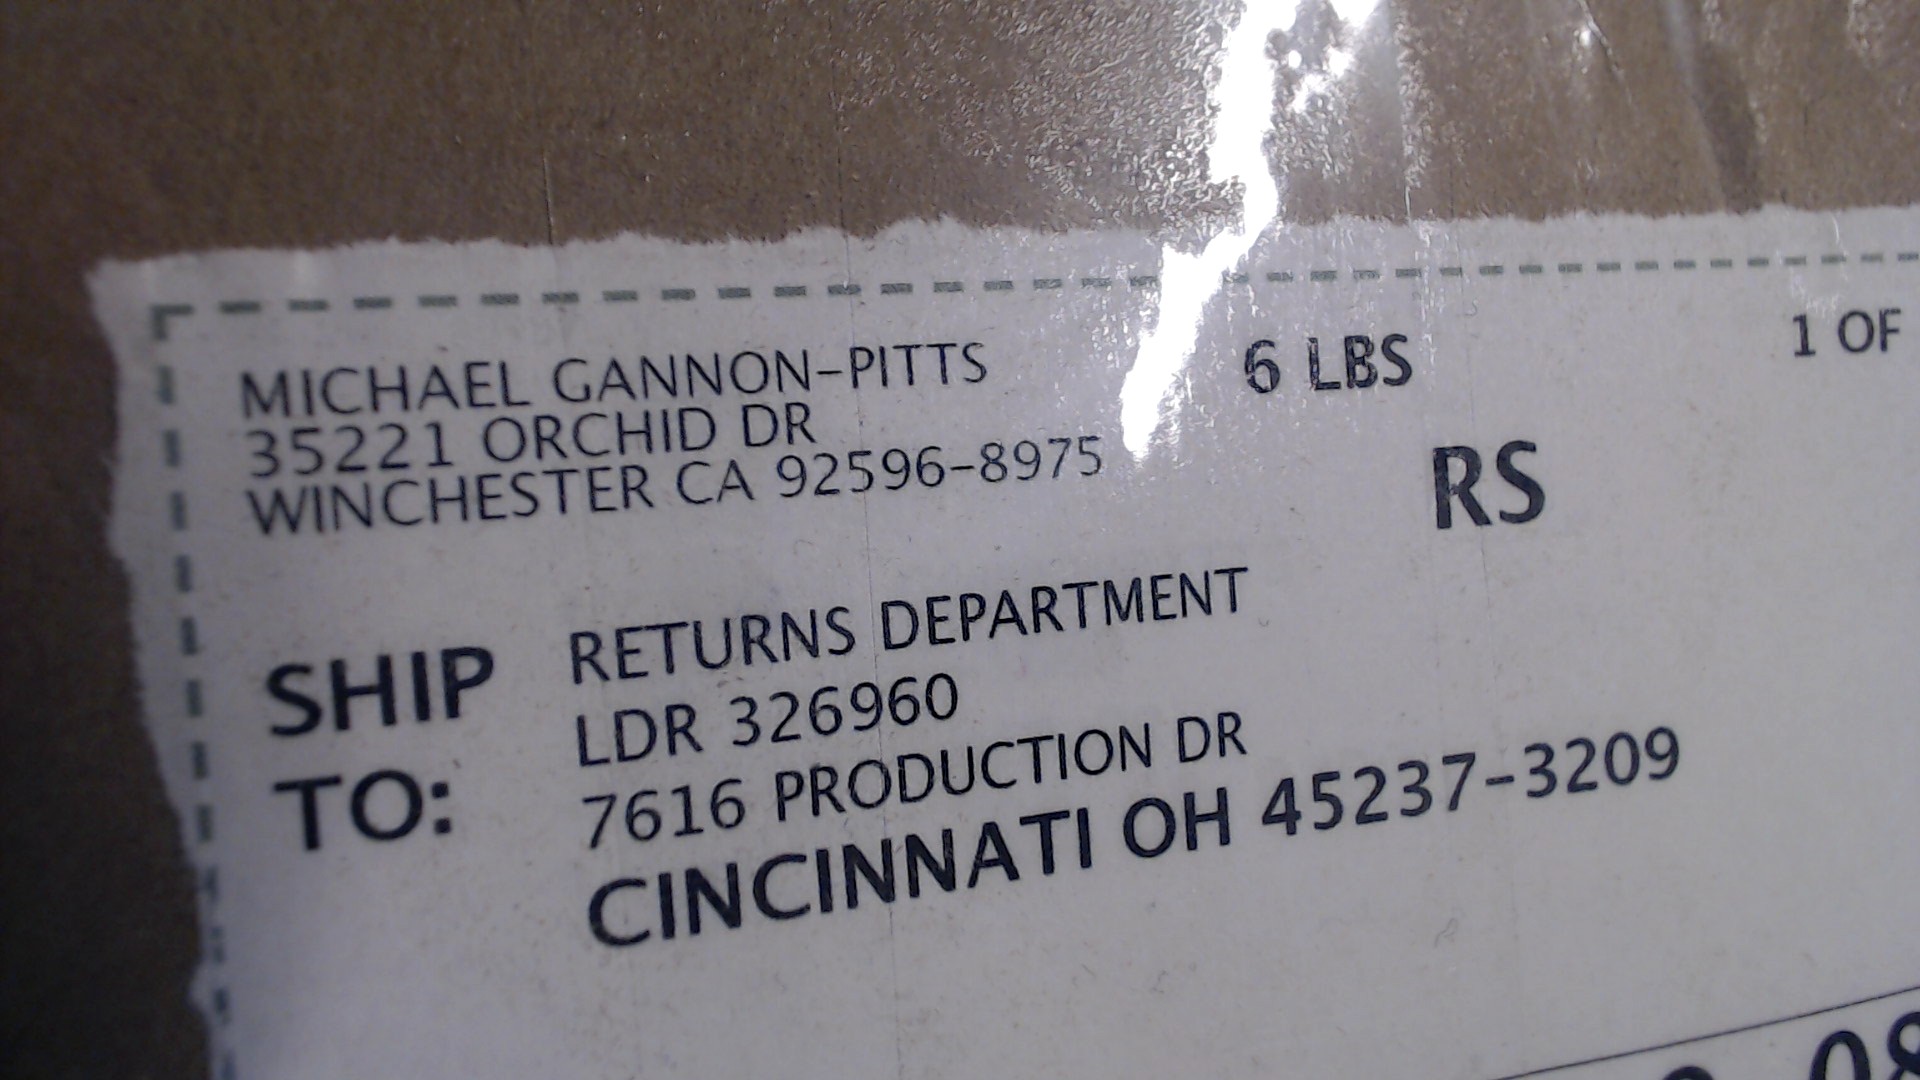 MICHAEL GANNON-PITTS
35221 ORCHID DR
WINCHESTER CA 92596-8975
6 LBS
1 OF
RS
SHIP TO:
RETURNS DEPARTMENT
LDR 326960
7616 PRODUCTION DR
CINCINNATI OH 45237-3209